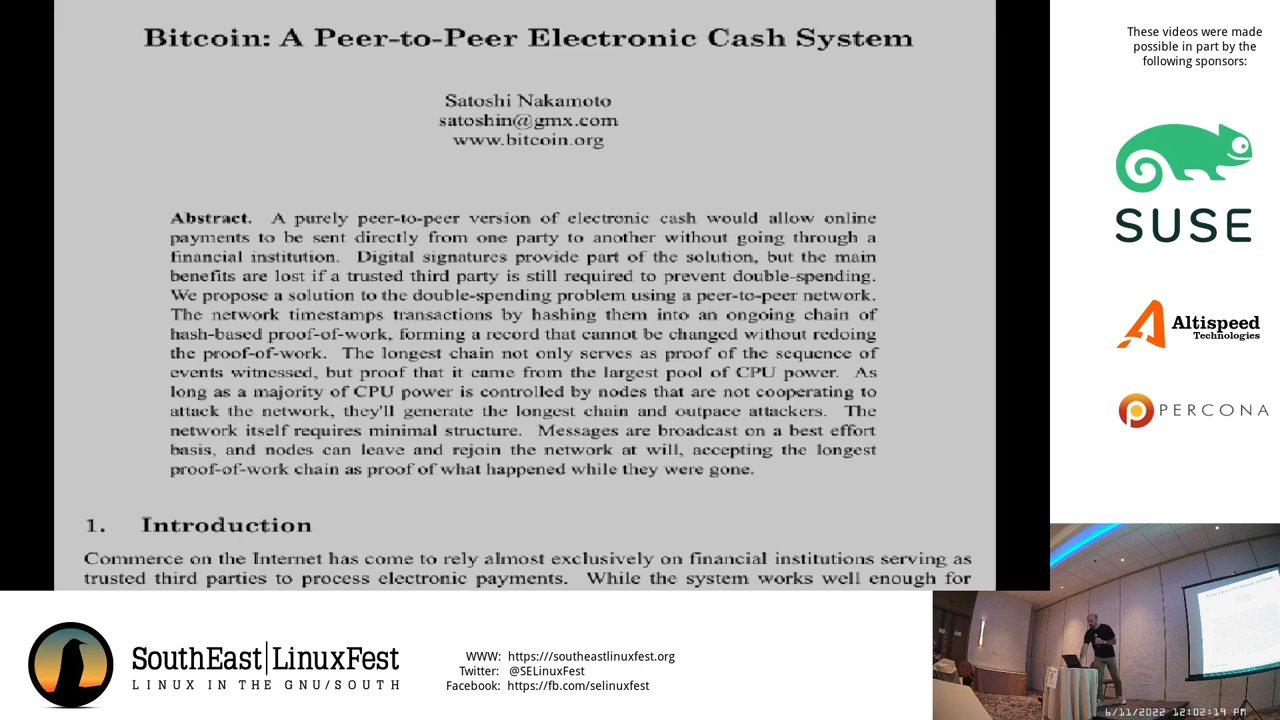 Bitcoin: A Peer-to-Peer Electronic Cash System
Satoshi Nakamoto
satoshin@gmx.com
www.bitcoin.org
Abstract. A purely peer-to-peer version of electronic cash would allow online
payments to be sent directly from one party to another without going through a
financial institution. Digital signatures provide part of the solution, but the main
benefits are lost if a trusted third party is still required to prevent double-spending.
We propose a solution to the double-spending problem using a peer-to-peer network.
The network timestamps transactions by hashing them into an ongoing chain of
hash-based proof-of-work, forming a record that cannot be changed without redoing
the proof-of-work. The longest chain not only serves as proof of the sequence of
events witnessed, but proof that it came from the largest pool of CPU power. As
long as a majority of CPU power is controlled by nodes that are not cooperating to
attack the network, they'll generate the longest chain and outpace attackers. The
network itself requires minimal structure. Messages are broadcast on a best effort
basis, and nodes can leave and rejoin the network at will, accepting the longest
proof-of-work chain as proof of what happened while they were gone.
1. Introduction
Commerce on the Internet has come to rely almost exclusively on financial institutions serving as
trusted third parties to process electronic payments. While the system works well enough for
These videos were made
possible in part by the
following sponsors:
SUSE
Altispeed
Technologies
PERCONA
SouthEast LinuxFest
LINUX IN THE GNU/SOUTH
WWW: https://southeastlinuxfest.org
Twitter: @SELinuxFest
Facebook: https://fb.com/selinuxfest
6/11/2022 12:02:19 PM